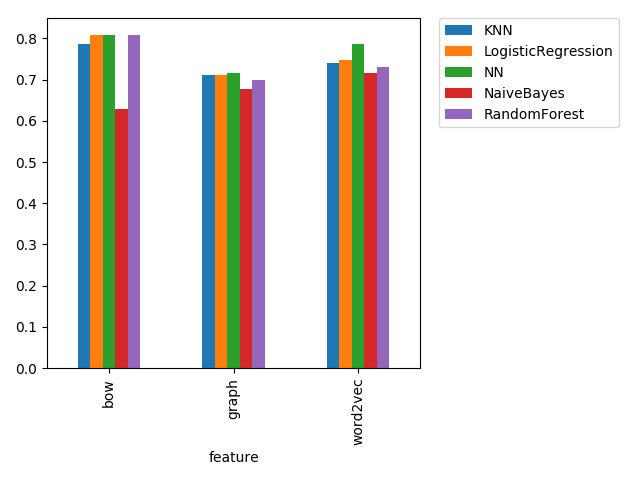 0.8
0.7
0.6
0.5
0.4
0.3
0.2
0.1
0.0
bow
graph
word2vec
feature
KNN
LogisticRegression
NN
NaiveBayes
RandomForest